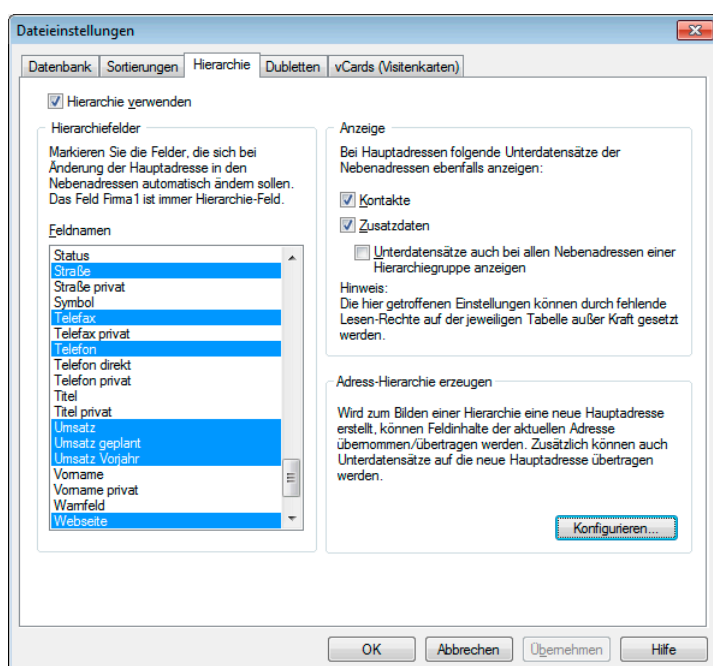 Dateieinstellungen
Datenbank
Sortierungen
Hierarchie
Dubletten
vCards (Visitenkarten)
Hierarchie verwenden
Hierarchiefelder
Markieren Sie die Felder, die sich bei
Änderung der Hauptadresse in den
Nebenadressen automatisch ändern sollen.
Das Feld Firma1 ist immer Hierarchie-Feld.
Feldnamen
Status
Straße
Straße privat
Symbol
Telefax
Telefax privat
Telefon
Telefon direkt
Telefon privat
Titel
Titel privat
Umsatz
Umsatz geplant
Umsatz Vorjahr
Vorname
Vorname privat
Warnfeld
Webseite
Anzeige
Bei Hauptadressen folgende Unterdatensätze der
Nebenadressen ebenfalls anzeigen:
Kontakte
Zusatzdaten
Unterdatensätze auch bei allen Nebenadressen einer
Hierarchiegruppe anzeigen
Hinweis:
Die hier getroffenen Einstellungen können durch fehlende
Lesen-Rechte auf der jeweiligen Tabelle außer Kraft gesetzt
werden.
Adress-Hierarchie erzeugen
Wird zum Bilden einer Hierarchie eine neue Hauptadresse
erstellt, können Feldinhalte der aktuellen Adresse
übernommen/übertragen werden. Zusätzlich können auch
Unterdatensätze auf die neue Hauptadresse übertragen
werden.
Konfigurieren...
OK
Abbrechen
Übernehmen
Hilfe